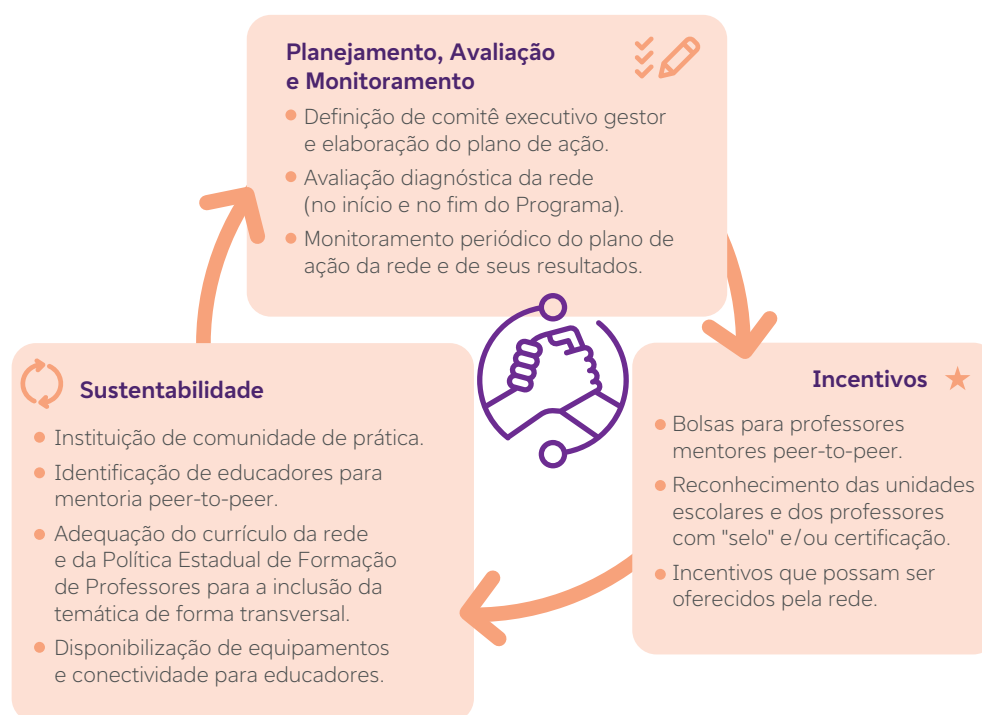 Planejamento, Avaliação
e Monitoramento
• Definição de comitê executivo gestor
e elaboração do plano de ação.
• Avaliação diagnóstica da rede
(no início e no fim do Programa).
• Monitoramento periódico do plano de
ação da rede e de seus resultados.
Incentivos
• Bolsas para professores
mentores peer-to-peer.
• Reconhecimento das unidades
escolares e dos professores
com "selo" e/ou certificação.
• Incentivos que possam ser
oferecidos pela rede.
Sustentabilidade
• Instituição de comunidade de prática.
• Identificação de educadores para
mentoria peer-to-peer.
• Adequação do currículo da rede
e da Política Estadual de Formação
de Professores para a inclusão da
temática de forma transversal.
• Disponibilização de equipamentos
e conectividade para educadores.